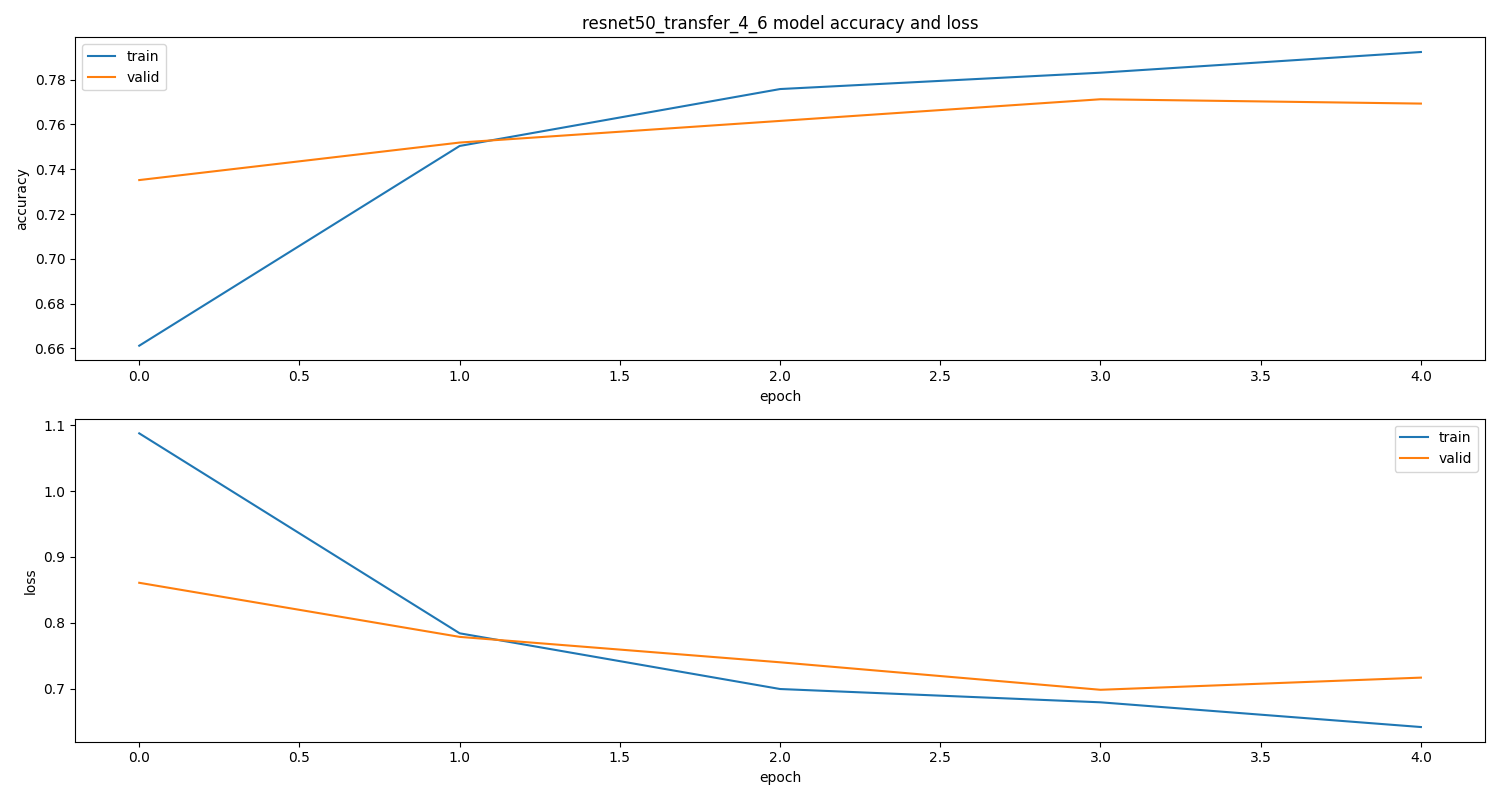 resnet50_transfer_4_6 model accuracy and loss
train
valid
0.78
0.76
0.74
0.72
0.70
0.68
0.66
accuracy
0.0 0.5 1.0 1.5 2.0 2.5 3.0 3.5 4.0
epoch
train
valid
1.1
1.0
0.9
0.8
0.7
loss
0.0 0.5 1.0 1.5 2.0 2.5 3.0 3.5 4.0
epoch